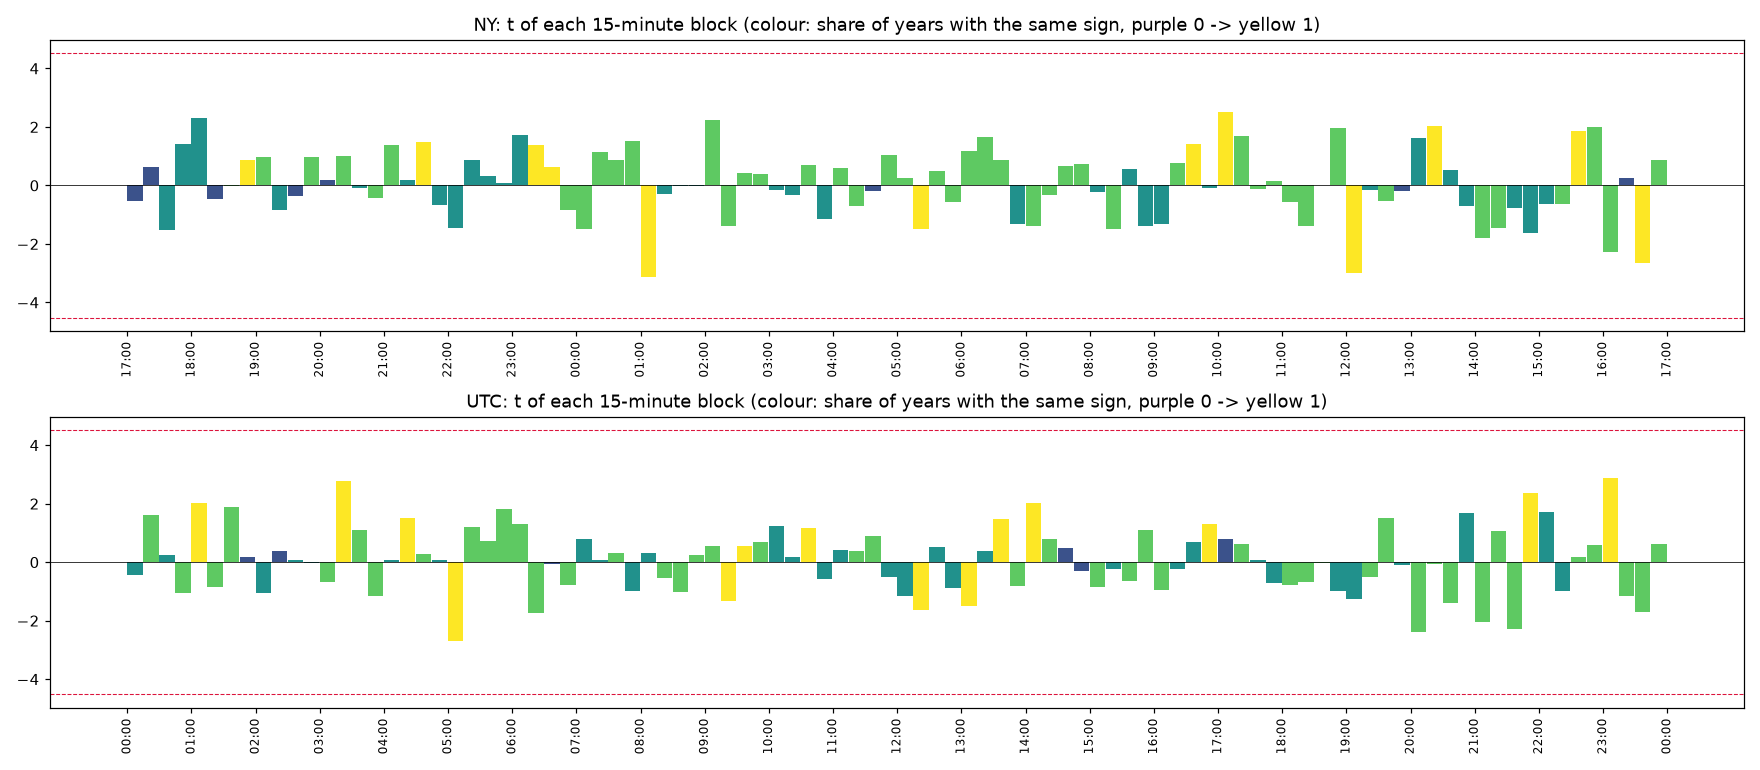 NY: t of each 15-minute block (colour: share of years with the same sign, purple 0 -> yellow 1)
4
2
0
−2
−4
17:00 18:00 19:00 20:00 21:00 22:00 23:00 00:00 01:00 02:00 03:00 04:00 05:00 06:00 07:00 08:00 09:00 10:00 11:00 12:00 13:00 14:00 15:00 16:00 17:00
UTC: t of each 15-minute block (colour: share of years with the same sign, purple 0 -> yellow 1)
4
2
0
−2
−4
00:00 01:00 02:00 03:00 04:00 05:00 06:00 07:00 08:00 09:00 10:00 11:00 12:00 13:00 14:00 15:00 16:00 17:00 18:00 19:00 20:00 21:00 22:00 23:00 00:00